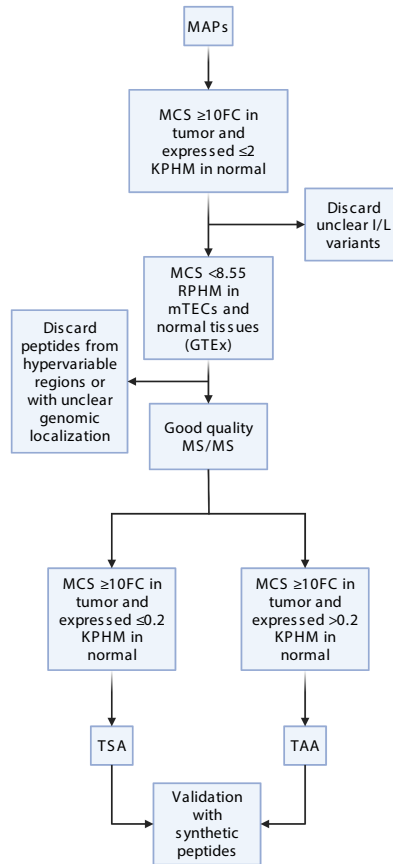 MAPs
MCS ≥10FC in
tumor and
expressed ≤2
KPHM in normal
Discard
unclear I/L
variants
MCS <8.55
RPHM in
mTECs and
normal tissues
(GTEx)
Discard
peptides from
hypervariable
regions or
with unclear
genomic
localization
Good quality
MS/MS
MCS ≥10FC in
tumor and
expressed ≤0.2
KPHM in
normal
MCS ≥10FC in
tumor and
expressed >0.2
KPHM in
normal
TSA
TAA
Validation
with
synthetic
peptides